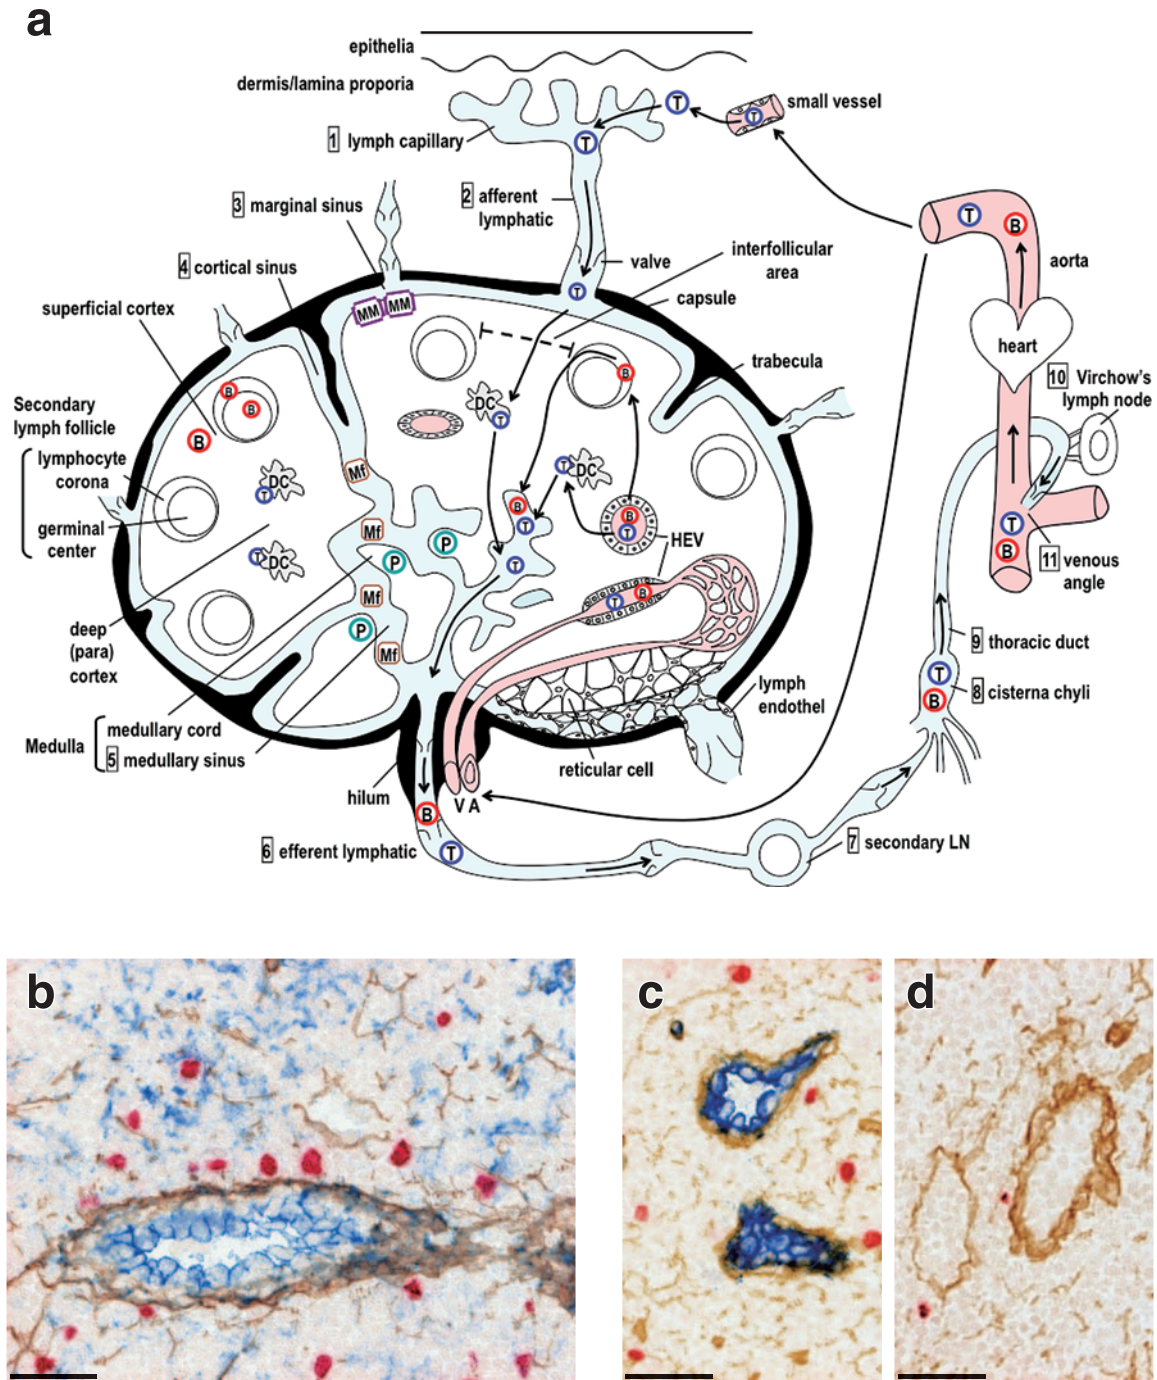 a
epithelia
dermis/lamina proporia
T
T
small vessel
1 lymph capillary
T
2 afferent
lymphatic
3 marginal sinus
T
B
valve
interfollicular
area
aorta
4 cortical sinus
T
capsule
superficial cortex
MM
MM
heart
trabecula
10 Virchow's
lymph node
B
B
B
DC
T
B
Secondary
lymph follicle
lymphocyte
corona
germinal
center
DC
T
Mf
T
DC
B
T
B
T
HEV
T
B
11 venous
angle
Mf
P
P
T
T
DC
Mf
T
B
P
Mf
deep
(para)
cortex
9 thoracic duct
T
B
8 cisterna chyli
lymph
endothel
Medulla
medullary cord
5 medullary sinus
reticular cell
hilum
V A
B
T
6 efferent lymphatic
7 secondary LN
b
c
d